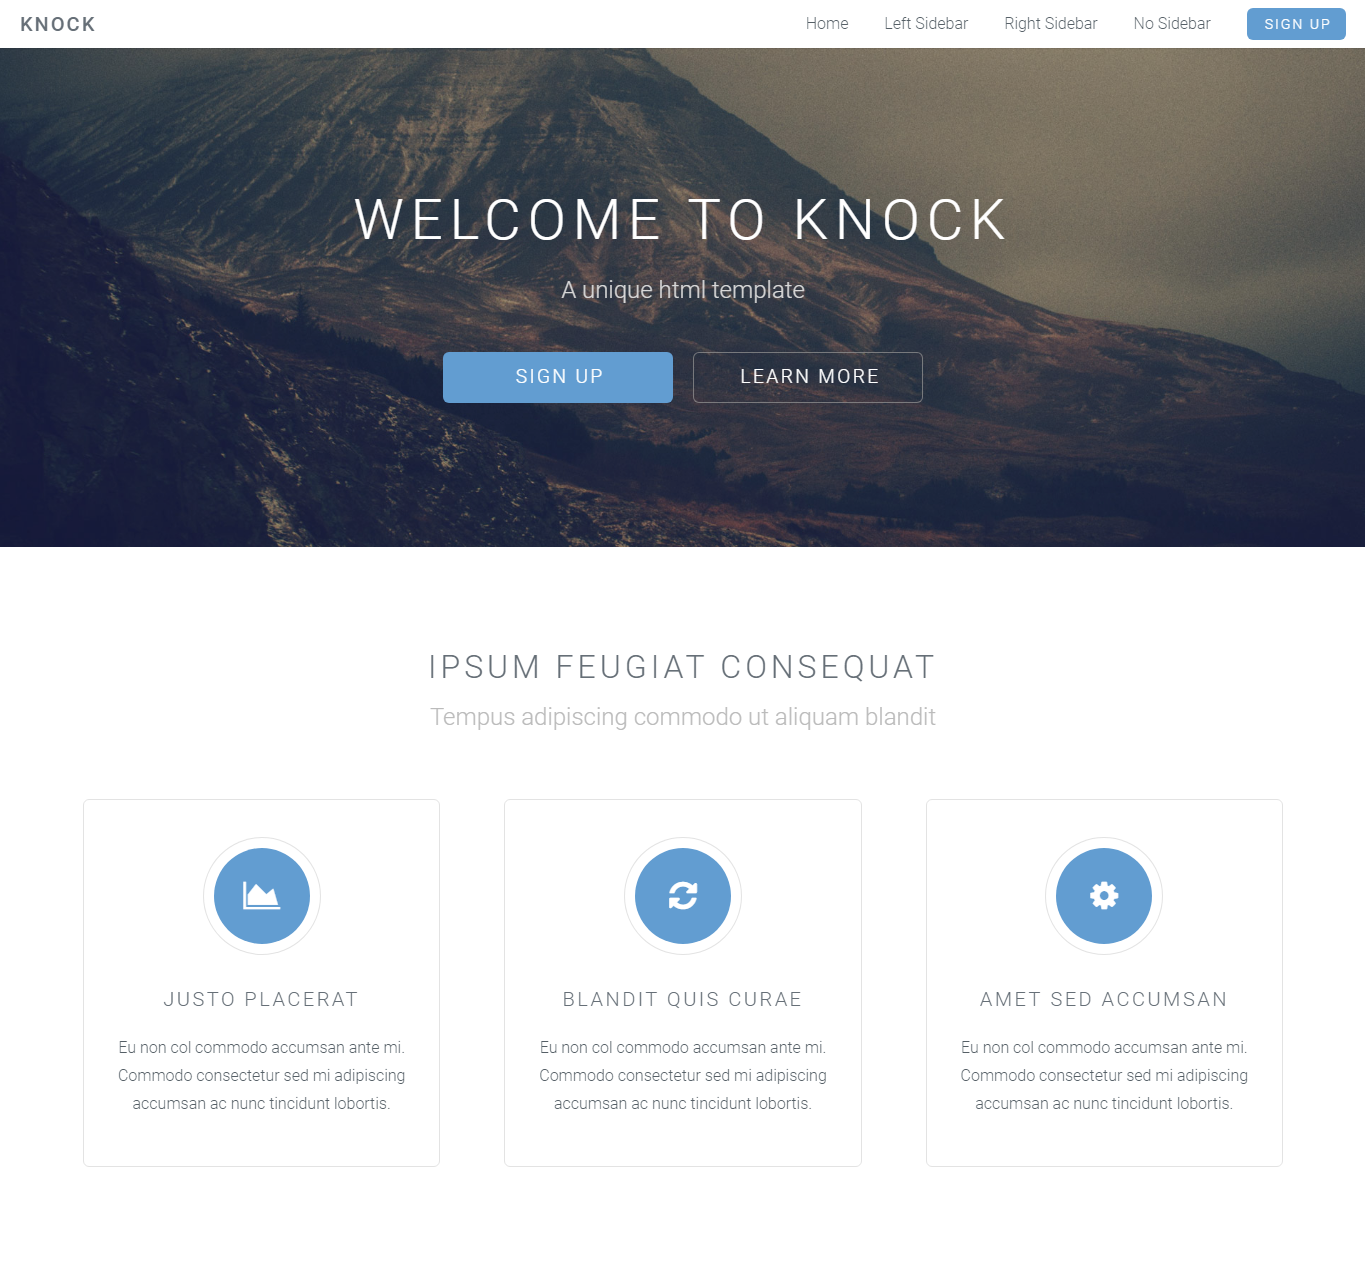 KNOCK
Home
Left Sidebar
Right Sidebar
No Sidebar
SIGN UP
WELCOME TO KNOCK
A unique html template
SIGN UP
LEARN MORE
IPSUM FEUGIAT CONSEQUAT
Tempus adipiscing commodo ut aliquam blandit
JUSTO PLACERAT
Eu non col commodo accumsan ante mi.
Commodo consectetur sed mi adipiscing
accumsan ac nunc tincidunt lobortis.
BLANDIT QUIS CURAE
Eu non col commodo accumsan ante mi.
Commodo consectetur sed mi adipiscing
accumsan ac nunc tincidunt lobortis.
AMET SED ACCUMSAN
Eu non col commodo accumsan ante mi.
Commodo consectetur sed mi adipiscing
accumsan ac nunc tincidunt lobortis.